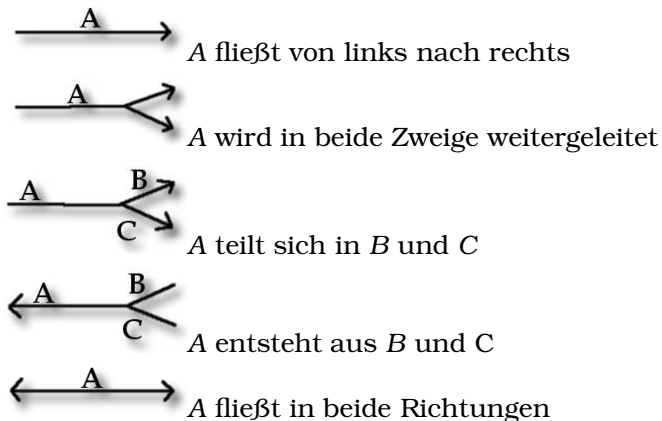 A
A fließt von links nach rechts
A
A wird in beide Zweige weitergeleitet
A B
C
A teilt sich in B und C
A B
C
A entsteht aus B und C
A
A fließt in beide Richtungen